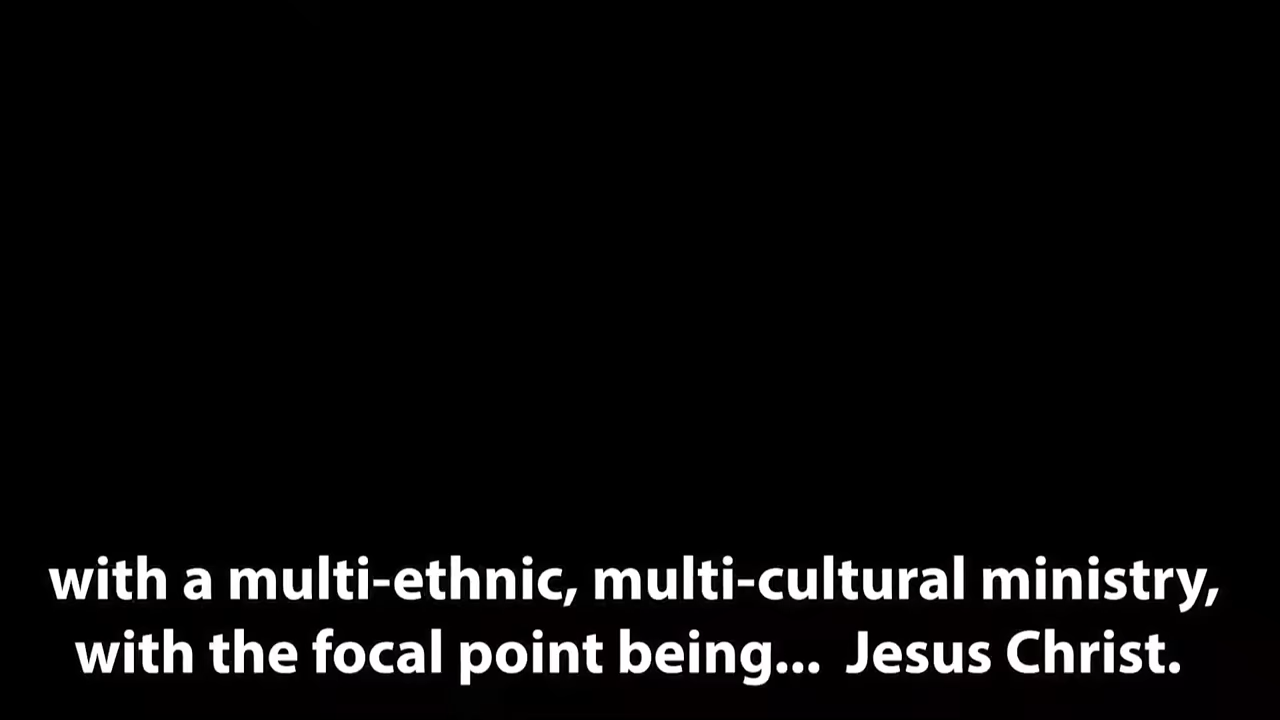 with a multi-ethnic, multi-cultural ministry,
with the focal point being...  Jesus Christ.